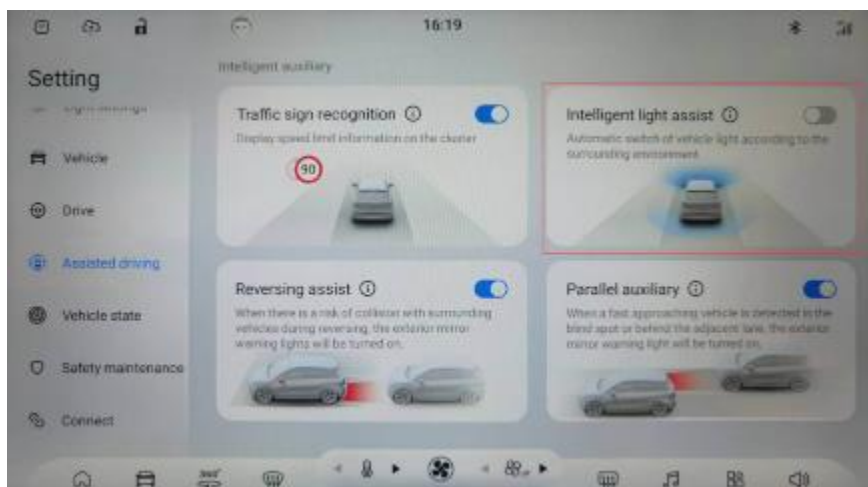 16:19
Setting
Intelligent auxiliary
Traffic sign recognition
Display speed limit information on the cluster
90
Intelligent light assist
Automatic switch of vehicle light according to the
surrounding environment
Vehicle
Drive
Assisted driving
Vehicle state
Safety maintenance
Connect
Reversing assist
When there is a risk of collision with surrounding
vehicles during reversing, the exterior mirror
warning lights will be turned on.
Parallel auxiliary
When a fast approaching vehicle is detected in the
blind spot or behind the adjacent lane, the exterior
mirror warning light will be turned on.
360°